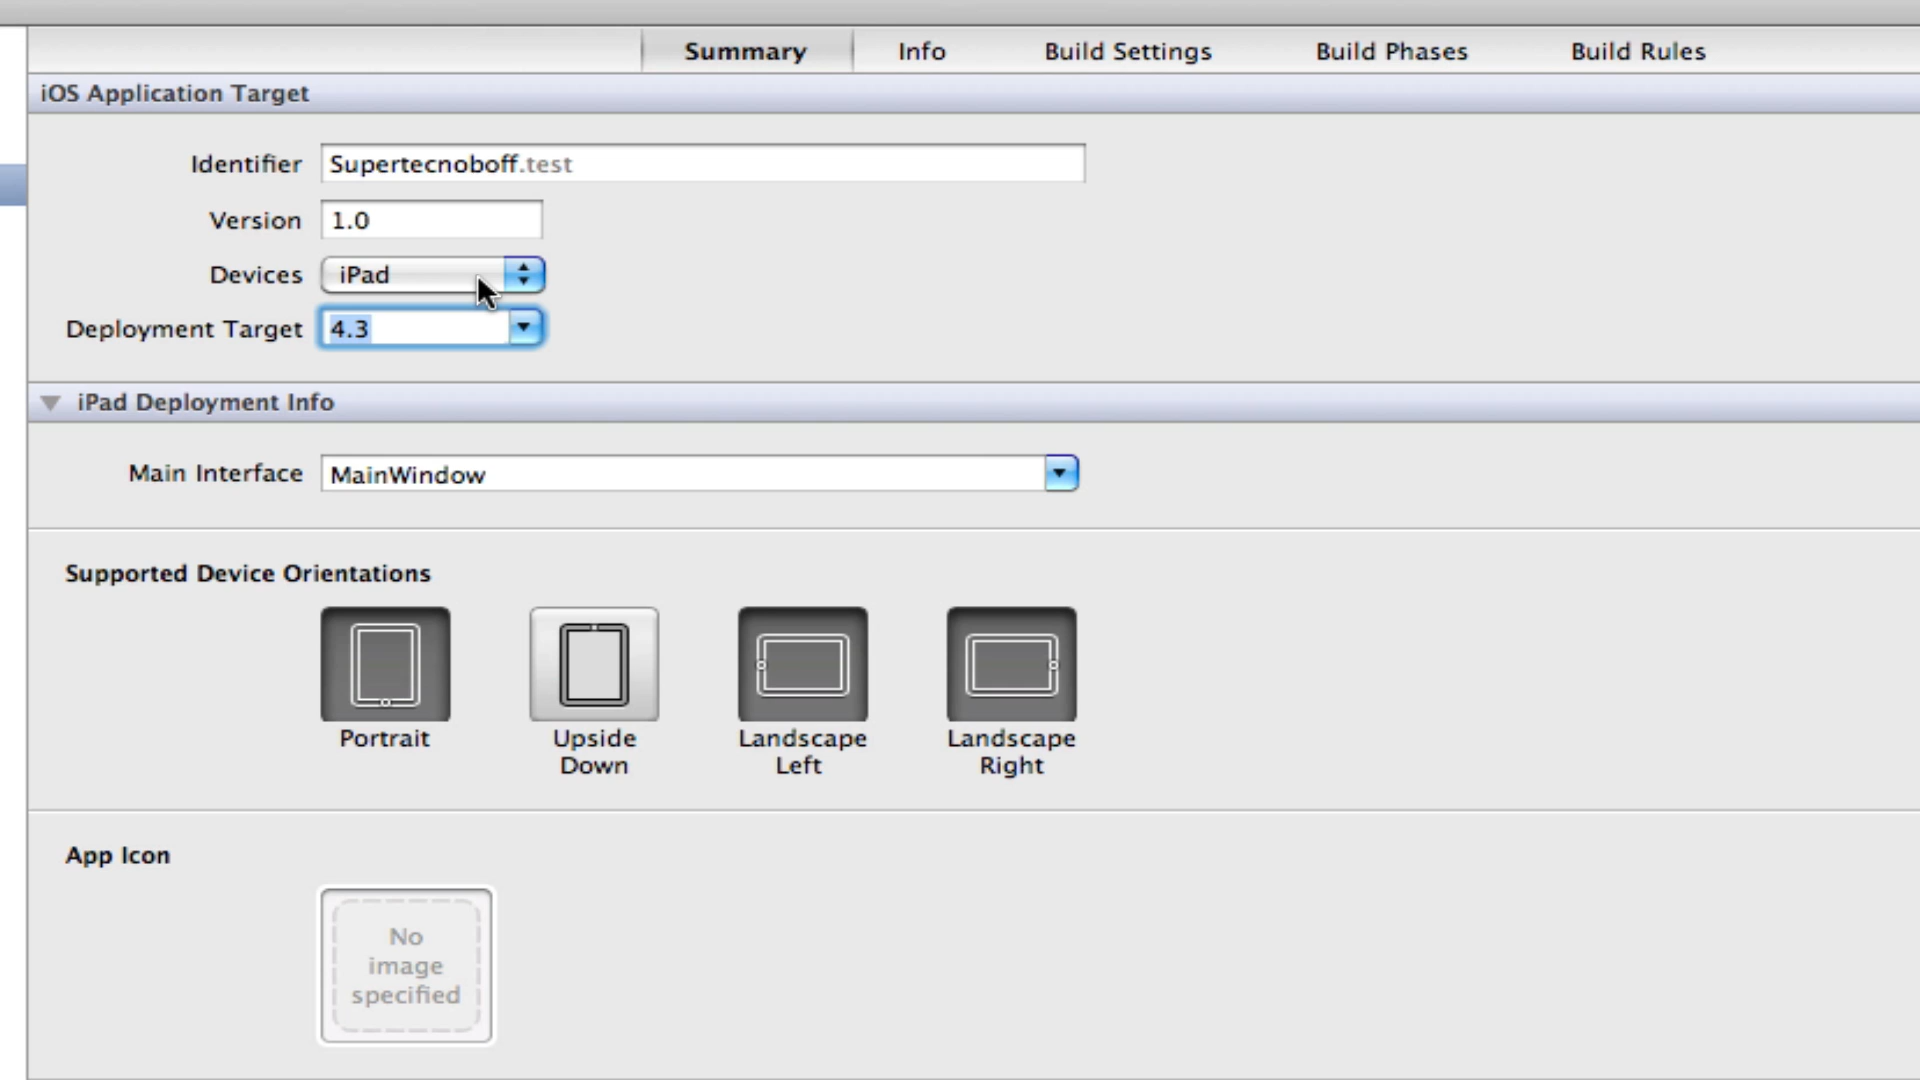 Summary Info Build Settings Build Phases Build Rules
iOS Application Target
Identifier Supertecnoboff.test
Version 1.0
Devices iPad
Deployment Target 4.3
iPad Deployment Info
Main Interface MainWindow
Supported Device Orientations
Portrait Upside Landscape Landscape
Down Left Right
App Icon
No
image
specified